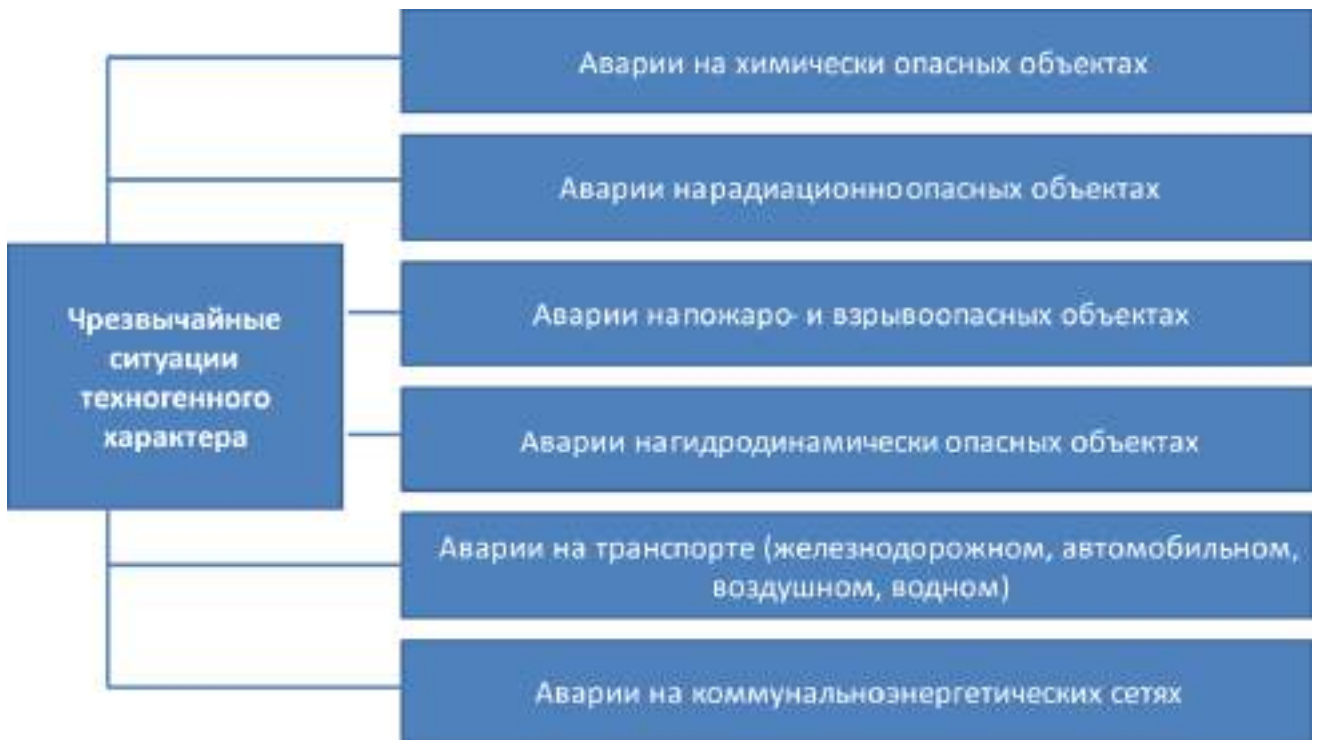 Аварии на химически опасных объектах
Аварии нарадиационноопасных объектах
Чрезвычайные
ситуации
техногенного
характера
Аварии напожаро- и взрывоопасных объектах
Аварии нагидродинамически опасных объектах
Аварии на транспорте (железнодорожном, автомобильном,
воздушном, водном)
Аварии на коммунальноэнергетических сетях